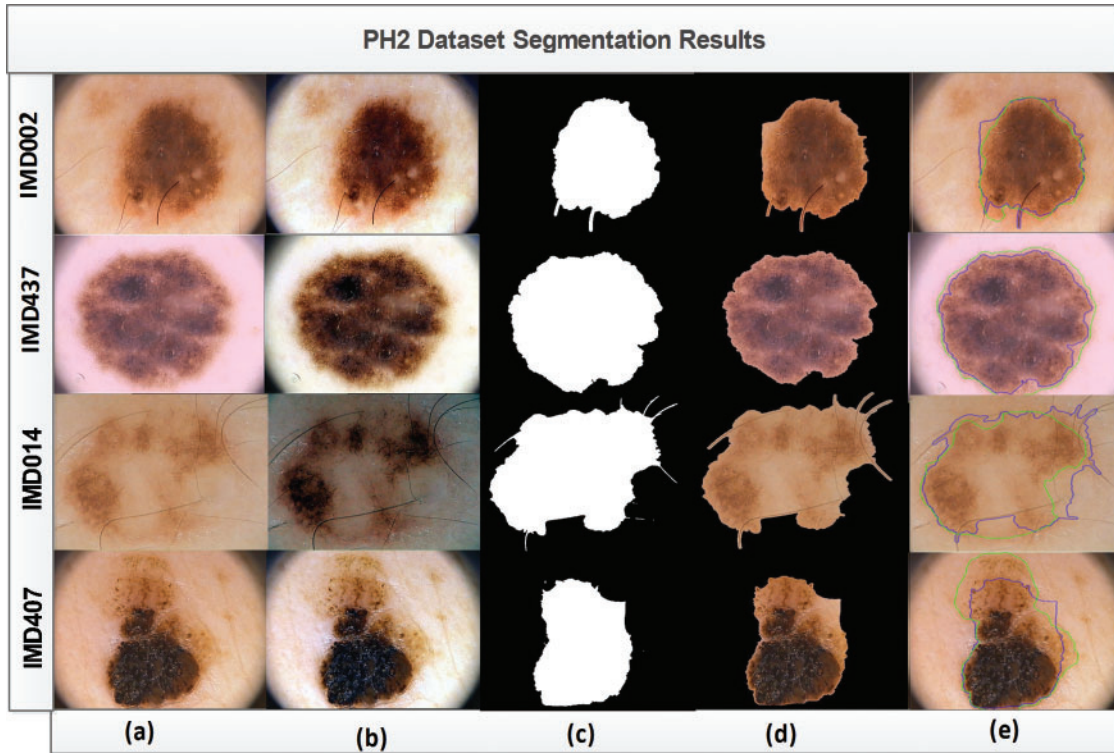 PH2 Dataset Segmentation Results
IMD002
IMD437
IMD014
IMD407
(a) (b) (c) (d) (e)